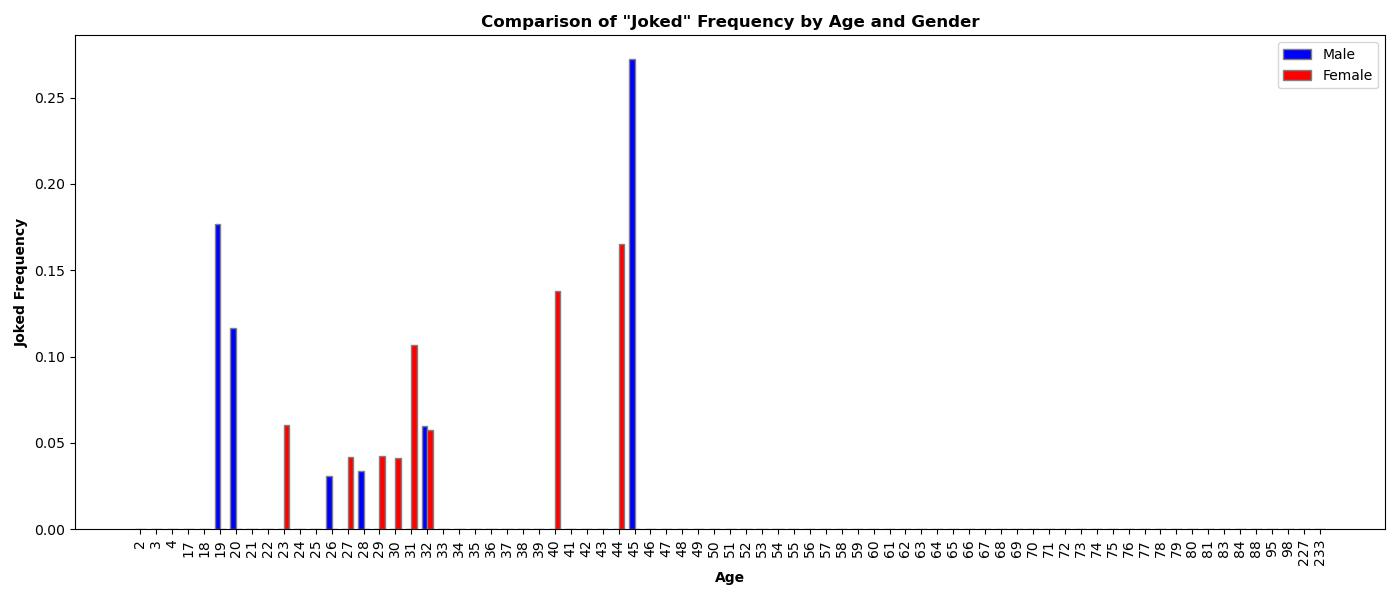 Comparison of "Joked" Frequency by Age and Gender
Male
Female
0.25
0.20
0.15
0.10
0.05
0.00
Joked Frequency
2 3 4 17 18 19 20 21 22 23 24 25 26 27 28 29 30 31 32 33 34 35 36 37 38 39 40 41 42 43 44 45 46 47 48 49 50 51 52 53 54 55 56 57 58 59 60 61 62 63 64 65 66 67 68 69 70 71 72 73 74 75 76 77 78 79 80 81 83 84 88 95 98 227 233
Age